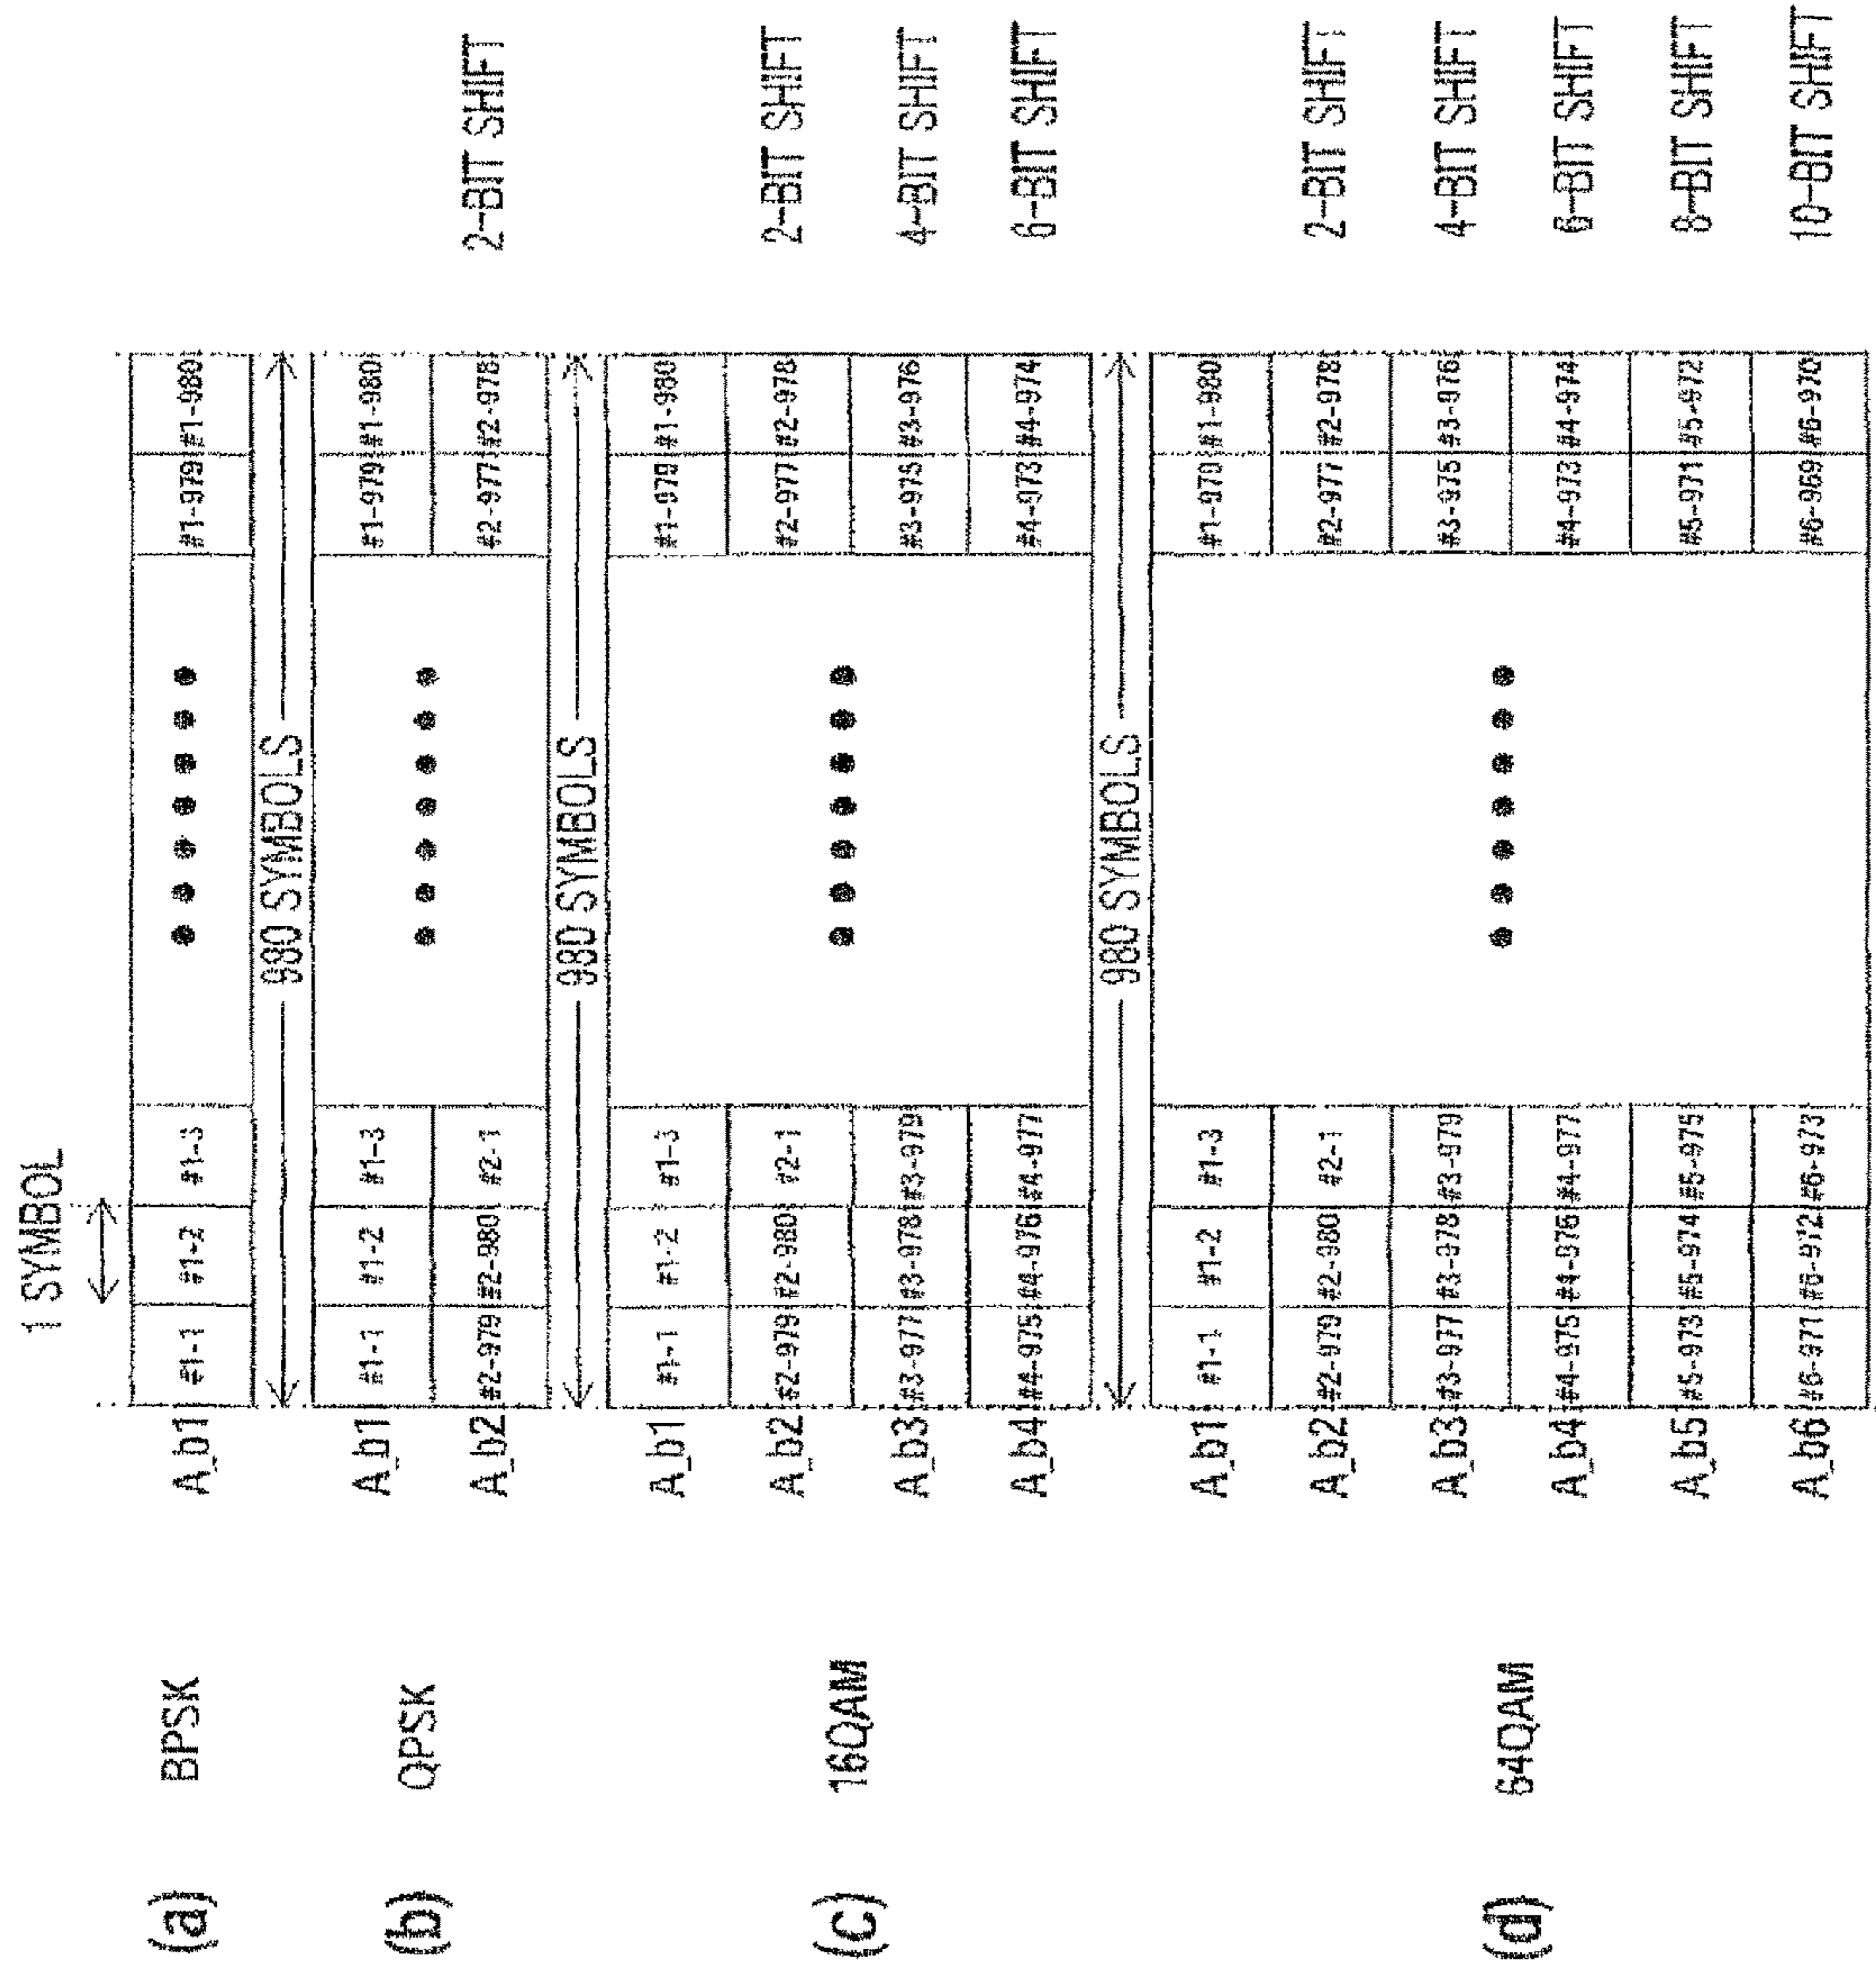 1 SYMBOL
(a) BPSK A_b1 #1-1 #1-2 #1-3 #1-979 #1-980
980 SYMBOLS
(b) QPSK
A_b1 #1-1 #1-2 #1-3 #1-979 #1-980
A_b2 #2-979 #2-980 #2-1 #2-977 #2-978 2-BIT SHIFT
980 SYMBOLS
(c) 16QAM
A_b1 #1-1 #1-2 #1-3 #1-979 #1-980
A_b2 #2-979 #2-980 #2-1 #2-977 #2-978 2-BIT SHIFT
A_b3 #3-977 #3-978 #3-979 #3-975 #3-976 4-BIT SHIFT
A_b4 #4-975 #4-976 #4-977 #4-973 #4-974 6-BIT SHIFT
980 SYMBOLS
(d) 64QAM
A_b1 #1-1 #1-2 #1-3 #1-979 #1-980
A_b2 #2-979 #2-980 #2-1 #2-977 #2-978 2-BIT SHIFT
A_b3 #3-977 #3-978 #3-979 #3-975 #3-976 4-BIT SHIFT
A_b4 #4-975 #4-976 #4-977 #4-973 #4-974 6-BIT SHIFT
A_b5 #5-973 #5-974 #5-975 #5-971 #5-972 8-BIT SHIFT
A_b6 #6-971 #6-972 #6-973 #6-969 #6-970 10-BIT SHIFT